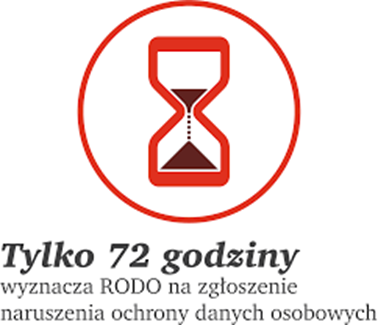 Tylko 72 godziny
wyznacza RODO na zgłoszenie
naruszenia ochrony danych osobowych